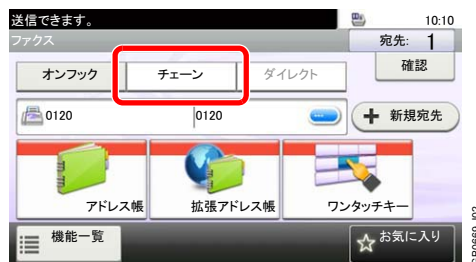 送信できます。 10:10
ファクス 宛先: 1
オンフック チェーン ダイレクト 確認
0120 0120 新規宛先
アドレス帳 拡張アドレス帳 ワンタッチキー
機能一覧 お気に入り